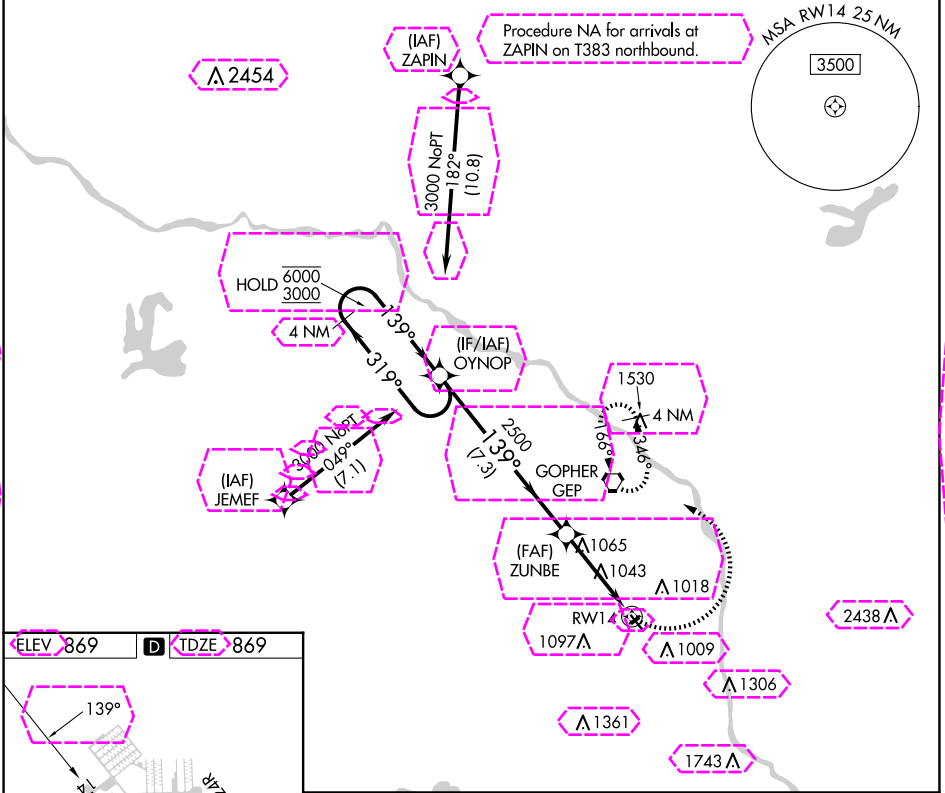 Procedure NA for arrivals at
ZAPIN on T383 northbound.
MSA RW14 25 NM
3500
(IAF)
ZAPIN
2454
3000 NoPT
182°
(10.8)
HOLD 6000
3000
4 NM
139°
319°
(IF/IAF)
OYNOP
1530
4 NM
166°
346°
GOPHER
GEP
2500
139°
(7.3)
3000 NoPT
049°
(7.1)
(IAF)
JEMEF
(FAF)
ZUNBE
1065
1043
1018
RW14
1097
1009
2438
1306
1361
1743
ELEV 869
D
TDZE 869
139°
14
24R